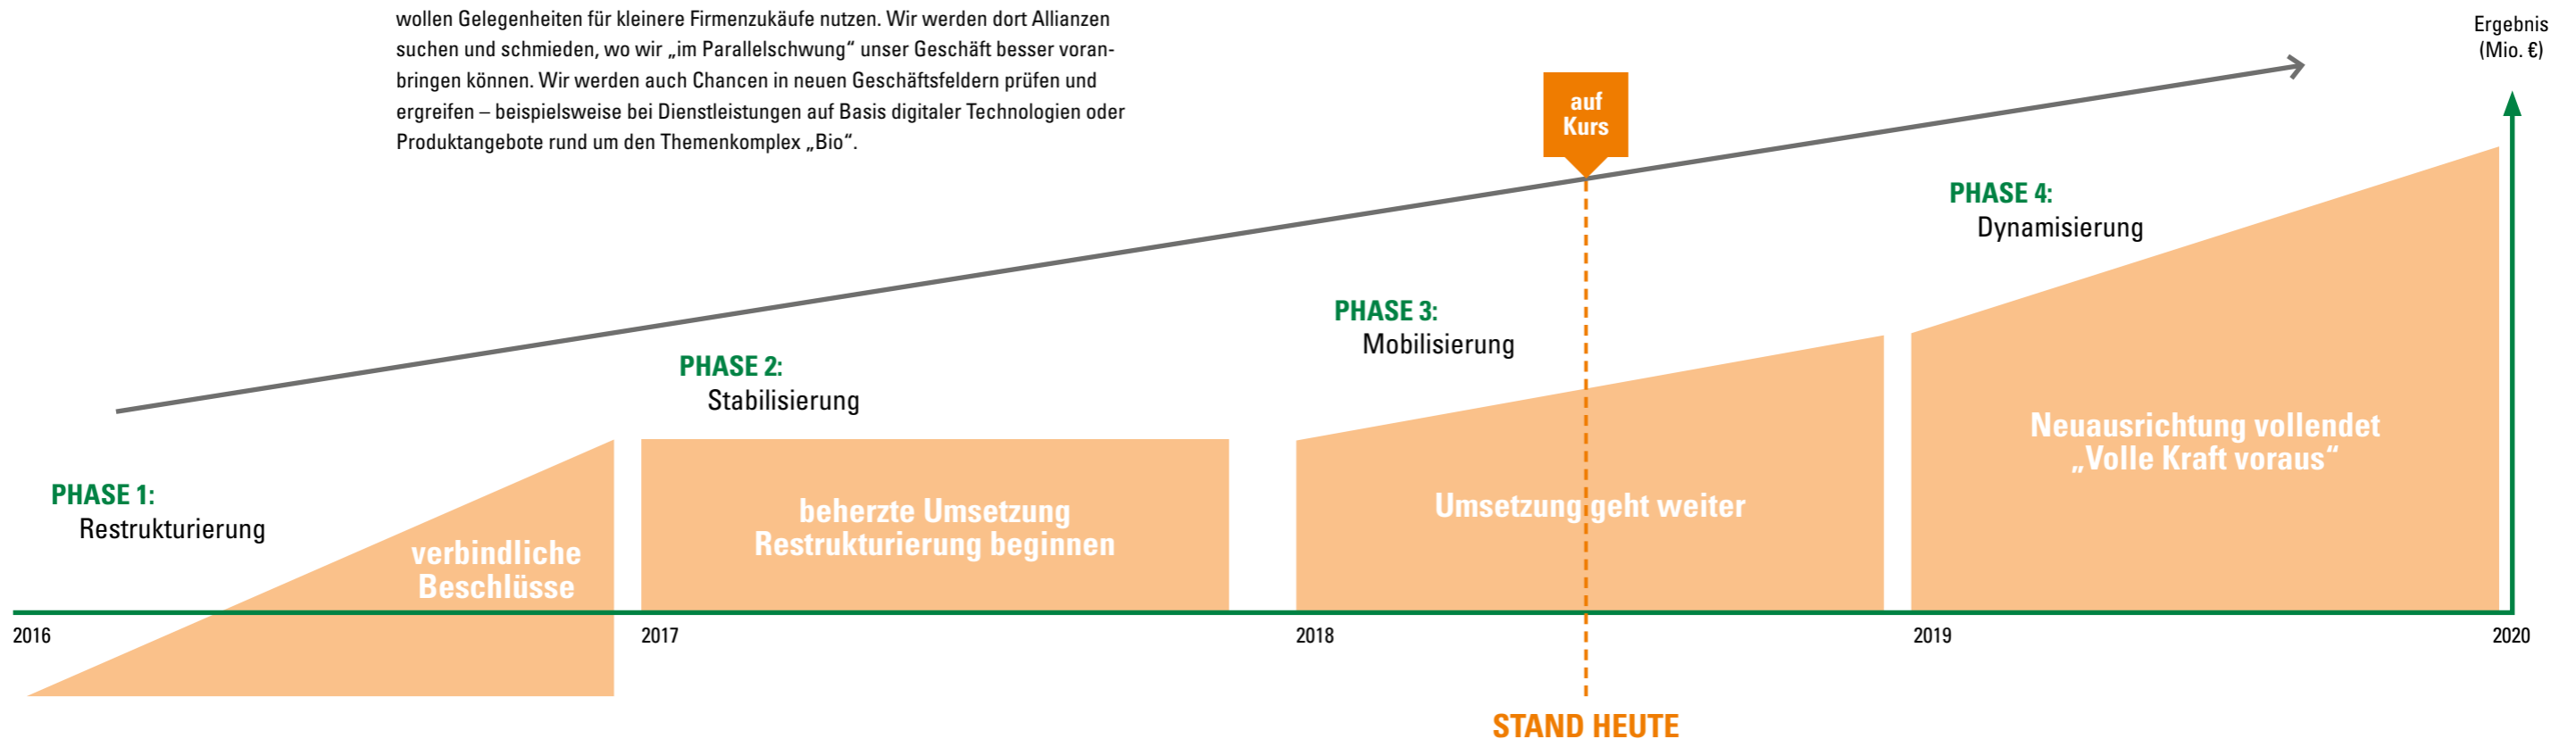 wollen Gelegenheiten für kleinere Firmenzukäufe nutzen. Wir werden dort Allianzen
suchen und schmieden, wo wir „im Parallelschwung“ unser Geschäft besser voran-
bringen können. Wir werden auch Chancen in neuen Geschäftsfeldern prüfen und
ergreifen – beispielsweise bei Dienstleistungen auf Basis digitaler Technologien oder
Produktangebote rund um den Themenkomplex „Bio“.
Ergebnis
(Mio. €)
auf
Kurs
PHASE 4:
Dynamisierung
PHASE 3:
Mobilisierung
PHASE 2:
Stabilisierung
PHASE 1:
Restrukturierung
verbindliche
Beschlüsse
beherzte Umsetzung
Restrukturierung beginnen
Umsetzung geht weiter
Neuausrichtung vollendet
„Volle Kraft voraus“
2016
2017
2018
2019
2020
STAND HEUTE